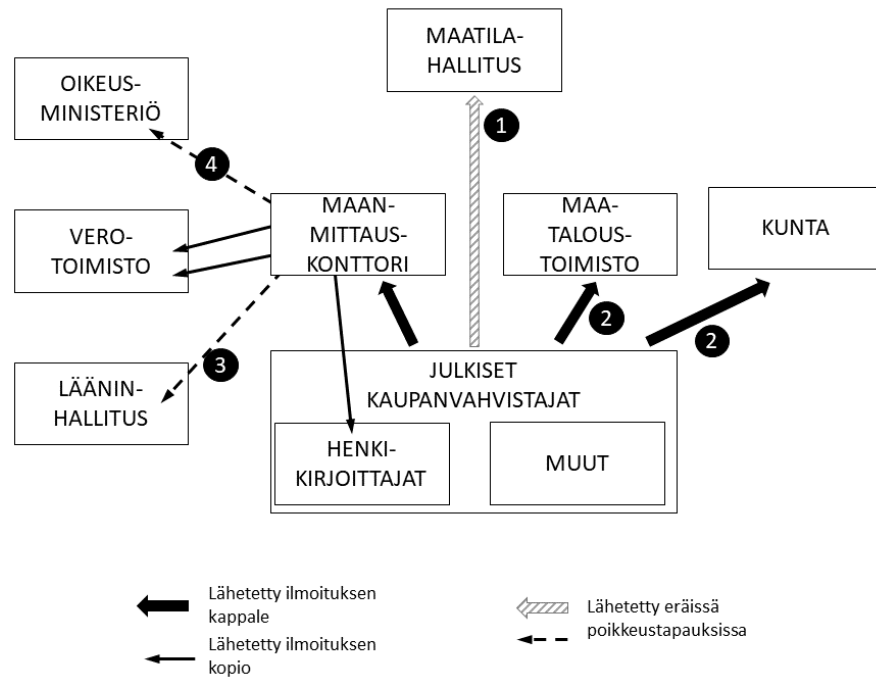 MAATILA-
HALLITUS
OIKEUS-
MINISTERIÖ
1
4
MAAN-
MITTAUS-
KONTTORI
MAA-
TALOUS-
TOIMISTO
KUNTA
VERO-
TOIMISTO
2
2
3
LÄÄNIN-
HALLITUS
JULKISET
KAUPANVAHVISTAJAT
HENKI-
KIRJOITTAJAT
MUUT
Lähetetty ilmoituksen
kappale
Lähetetty ilmoituksen
kopio
Lähetetty eräissä
poikkeustapauksissa